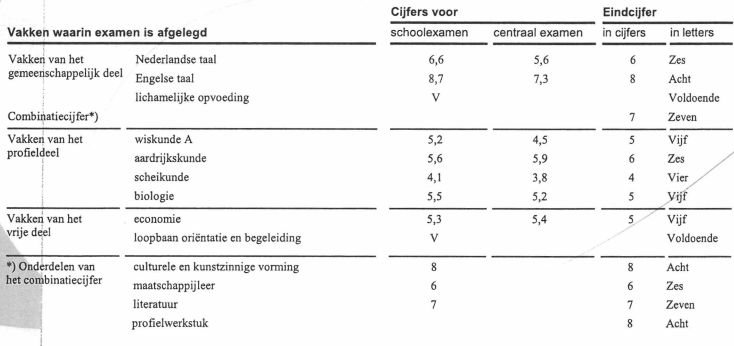 Cijfers voor Eindcijfer
Vakken waarin examen is afgelegd schoolexamen centraal examen in cijfers in letters
Vakken van het Nederlandse taal 6,6 5,6 6 Zes
gemeenschappelijk deel Engelse taal 8,7 7,3 8 Acht
lichamelijke opvoeding V Voldoende
Combinatiecijfer*) 7 Zeven
Vakken van het wiskunde A 5,2 4,5 5 Vijf
profieldeel aardrijkskunde 5,6 5,9 6 Zes
scheikunde 4,1 3,8 4 Vier
biologie 5,5 5,2 5 Vijf
Vakken van het economie 5,3 5,4 5 Vijf
vrije deel loopbaan oriëntatie en begeleiding V Voldoende
*) Onderdelen van culturele en kunstzinnige vorming 8 8 Acht
het combinatiecijfer maatschappijleer 6 6 Zes
literatuur 7 7 Zeven
profielwerkstuk 8 Acht